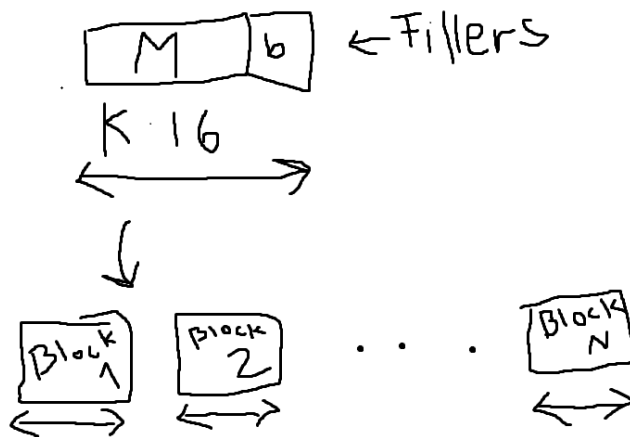 M b ← Fillers
K · 16
Block 1 Block 2 . . . Block N